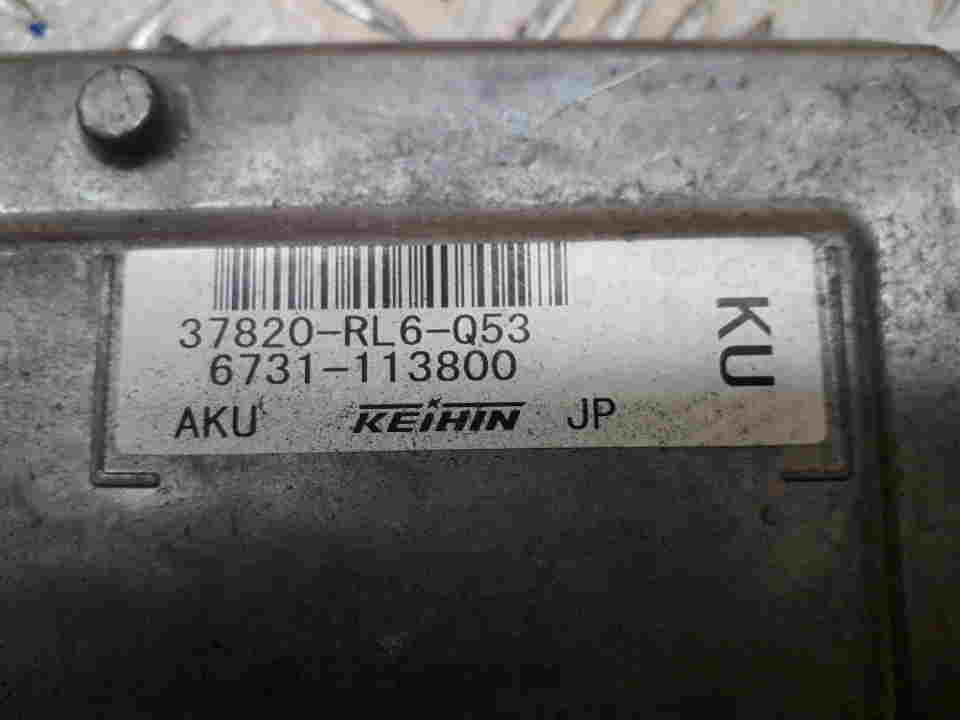 37820-RL6-Q53
6731-113800
AKU KEIHIN JP
KU